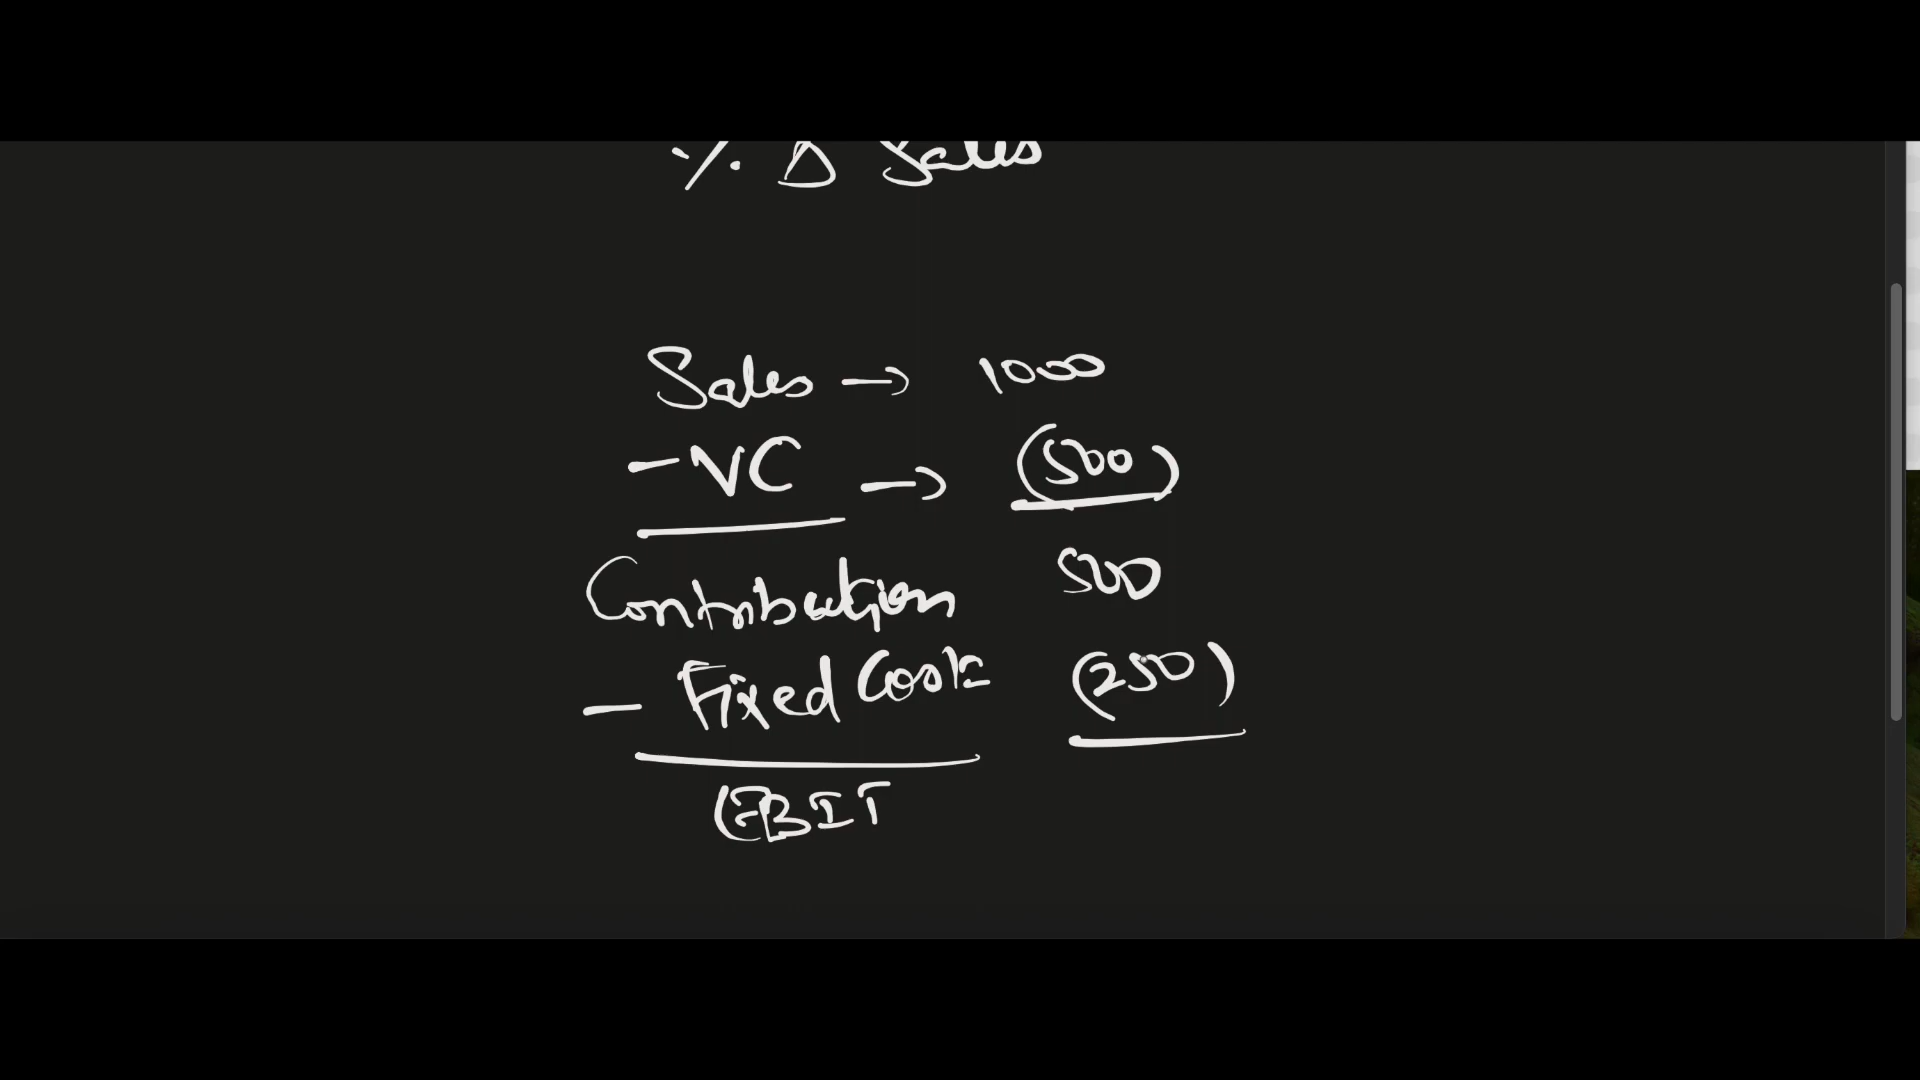 % Δ Sales
Sales → 1000
- VC → (500)
Contribution 500
- Fixed Costs (250)
EBIT